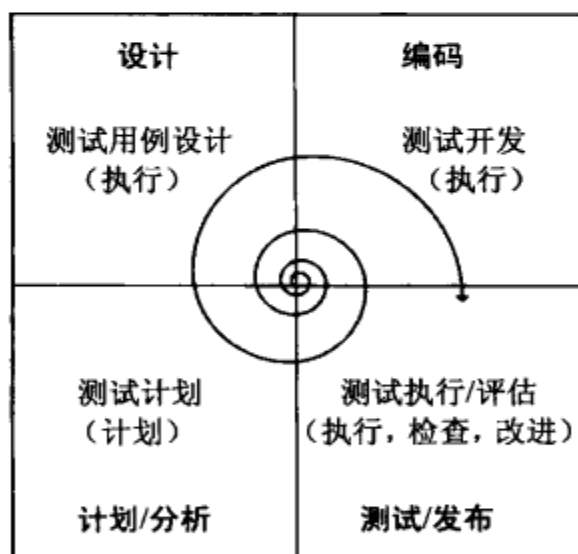 设计
编码
测试用例设计
（执行）
测试开发
（执行）
测试计划
（计划）
测试执行/评估
（执行，检查，改进）
计划/分析
测试/发布